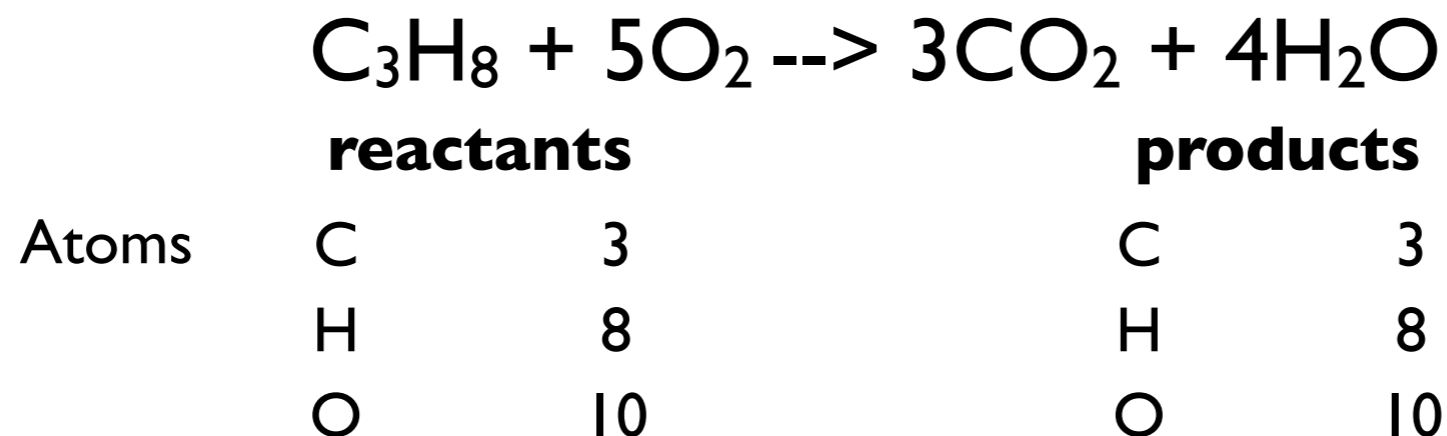 C₃H₈ + 5O₂ --> 3CO₂ + 4H₂O
reactants products
Atoms C 3 C 3
H 8 H 8
O 10 O 10